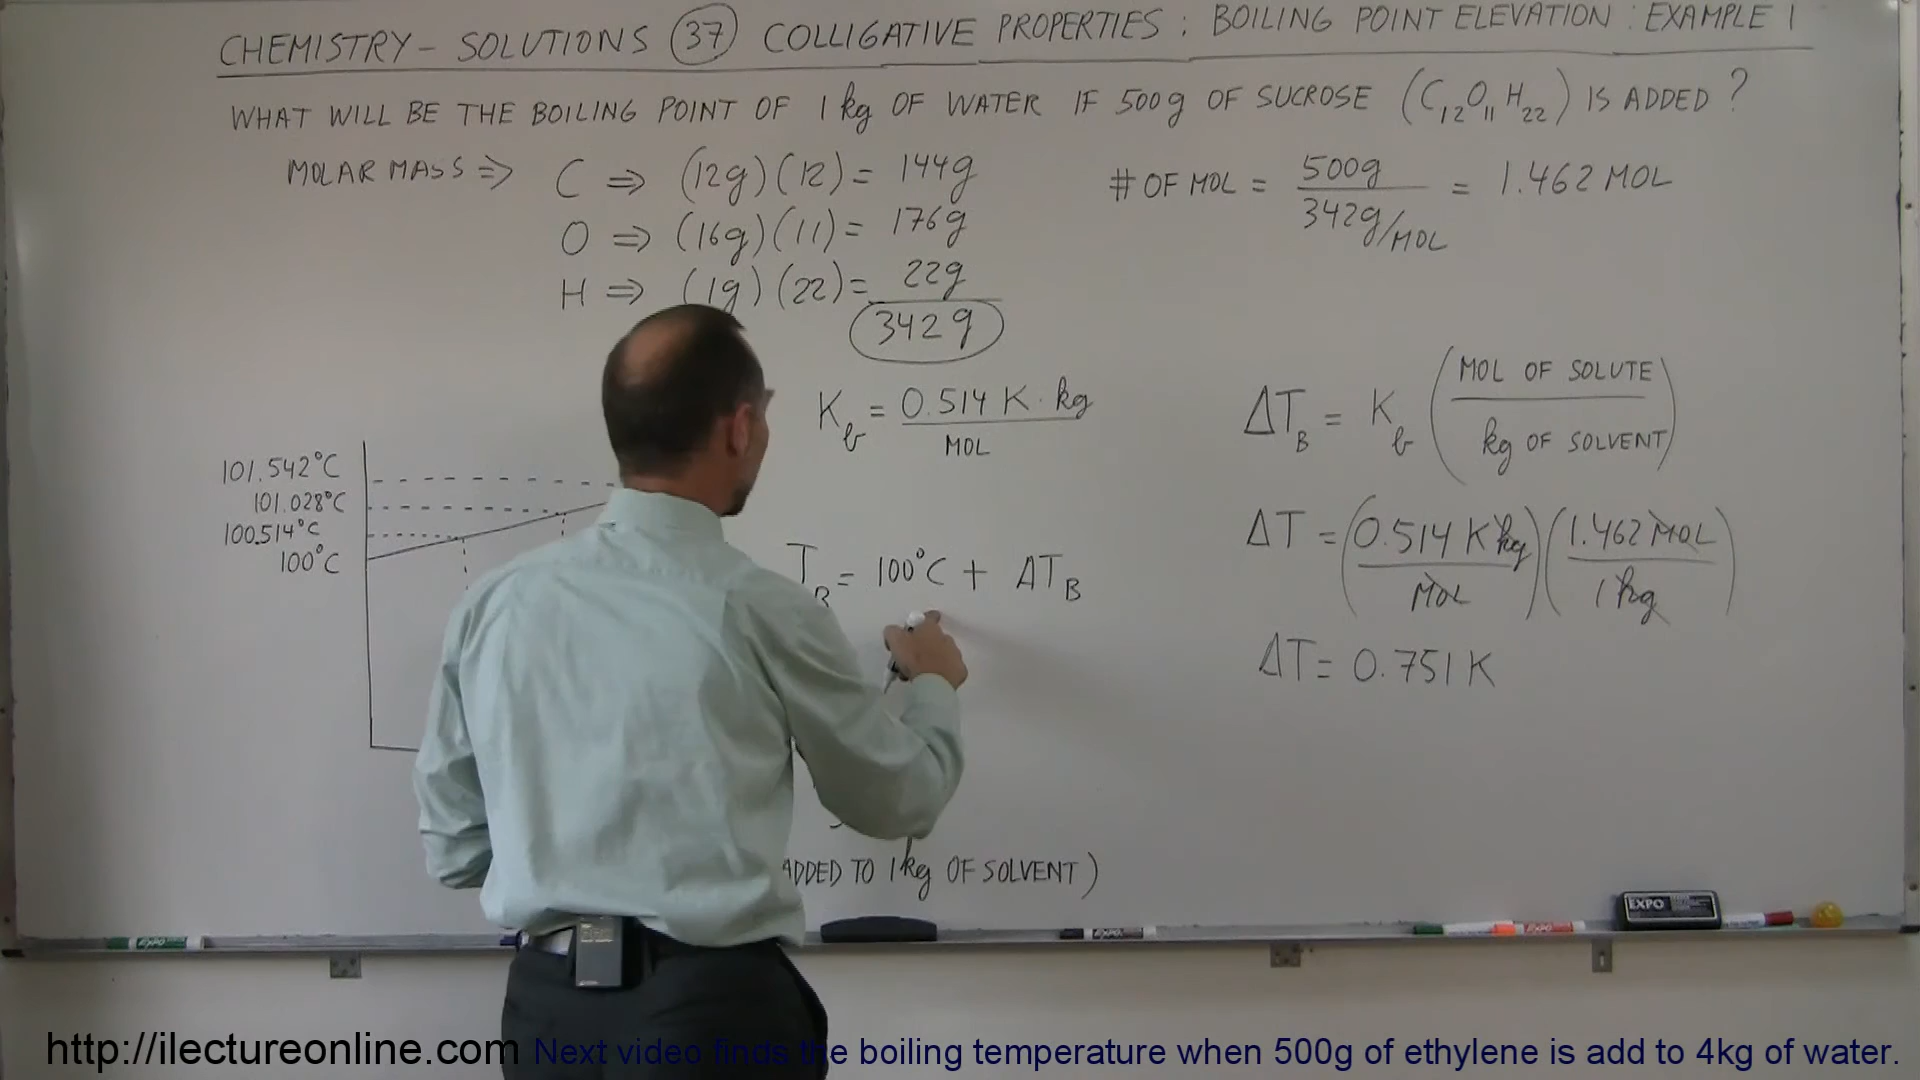 CHEMISTRY - SOLUTIONS 37 COLLIGATIVE PROPERTIES : BOILING POINT ELEVATION : EXAMPLE 1
WHAT WILL BE THE BOILING POINT OF 1 kg OF WATER IF 500g OF SUCROSE (C12O11H22) IS ADDED ?
MOLAR MASS ⇒ C ⇒ (12g)(12) = 144g
O ⇒ (16g)(11) = 176g
H ⇒ (1g)(22) = 22g
342g
# OF MOL = 500g / 342g/MOL = 1.462 MOL
Kb = 0.514 K · kg / MOL
ΔTB = Kb (MOL OF SOLUTE / kg OF SOLVENT)
ΔT = (0.514 K kg / MOL)(1.462 MOL / 1 kg)
ΔT = 0.751 K
101.542°C
101.028°C
100.514°C
100°C
TB = 100°C + ΔTB
ADDED TO 1 kg OF SOLVENT)
EXPO
http://ilectureonline.com Next video finds the boiling temperature when 500g of ethylene is add to 4kg of water.